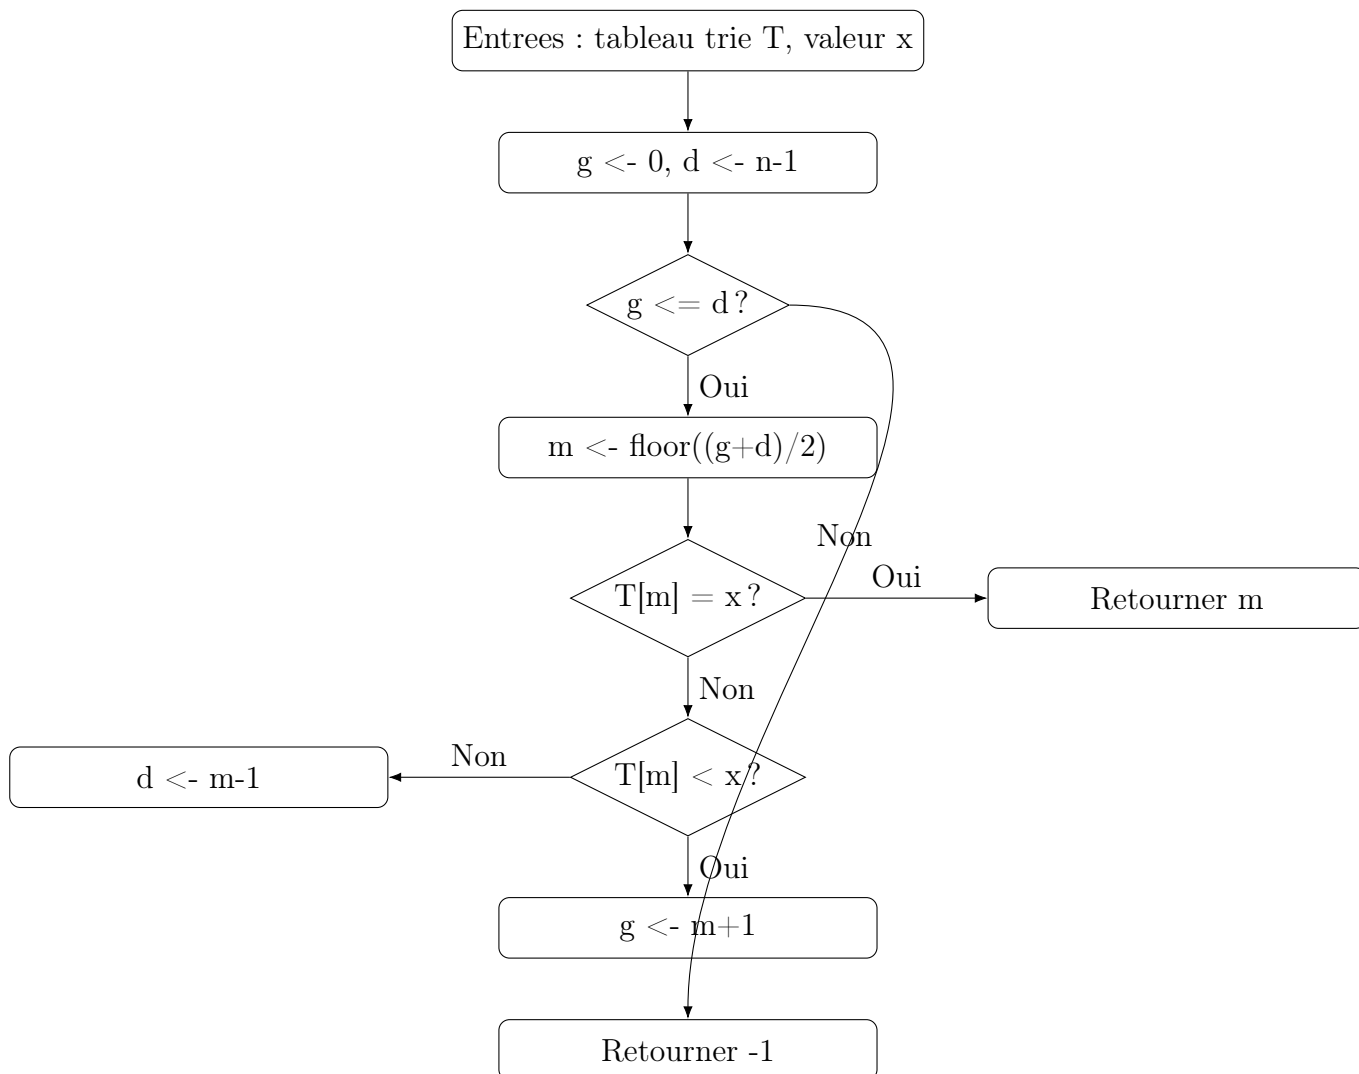 Entrees : tableau trie T, valeur x
g <- 0, d <- n-1
g <= d ?
Oui
m <- floor((g+d)/2)
Non
T[m] = x ?
Oui
Retourner m
Non
T[m] < x ?
Non
d <- m-1
Oui
g <- m+1
Retourner -1